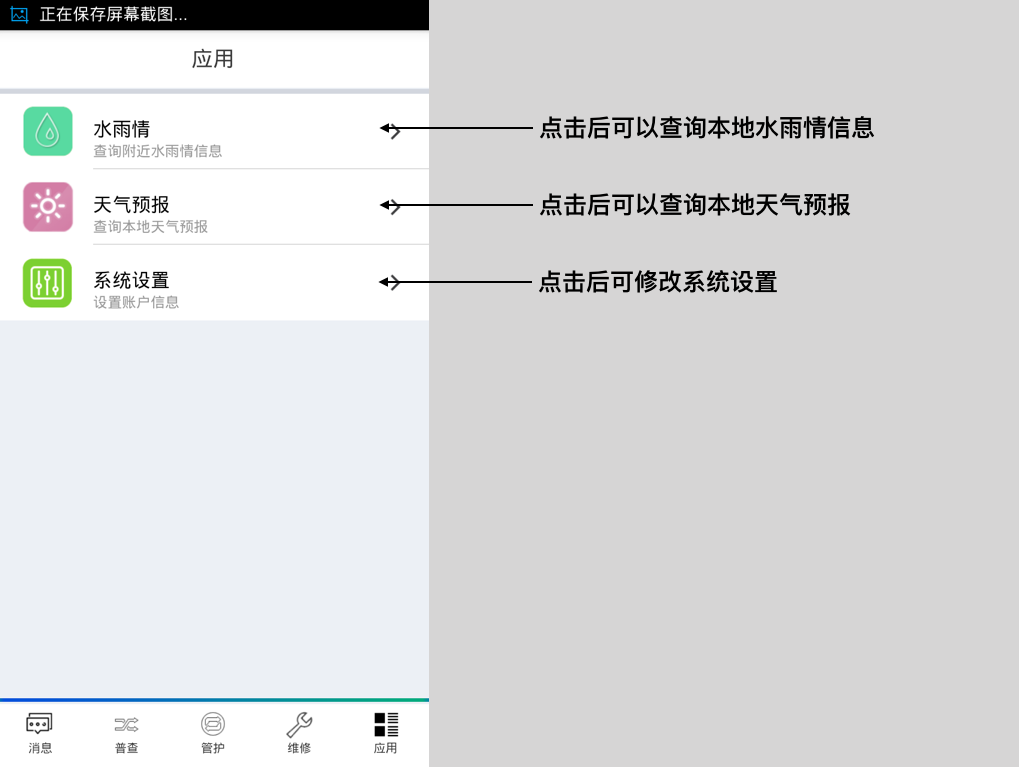 正在保存屏幕截图...
应用
水雨情
查询附近水雨情信息
点击后可以查询本地水雨情信息
天气预报
查询本地天气预报
点击后可以查询本地天气预报
系统设置
设置账户信息
点击后可修改系统设置
消息
普查
管护
维修
应用